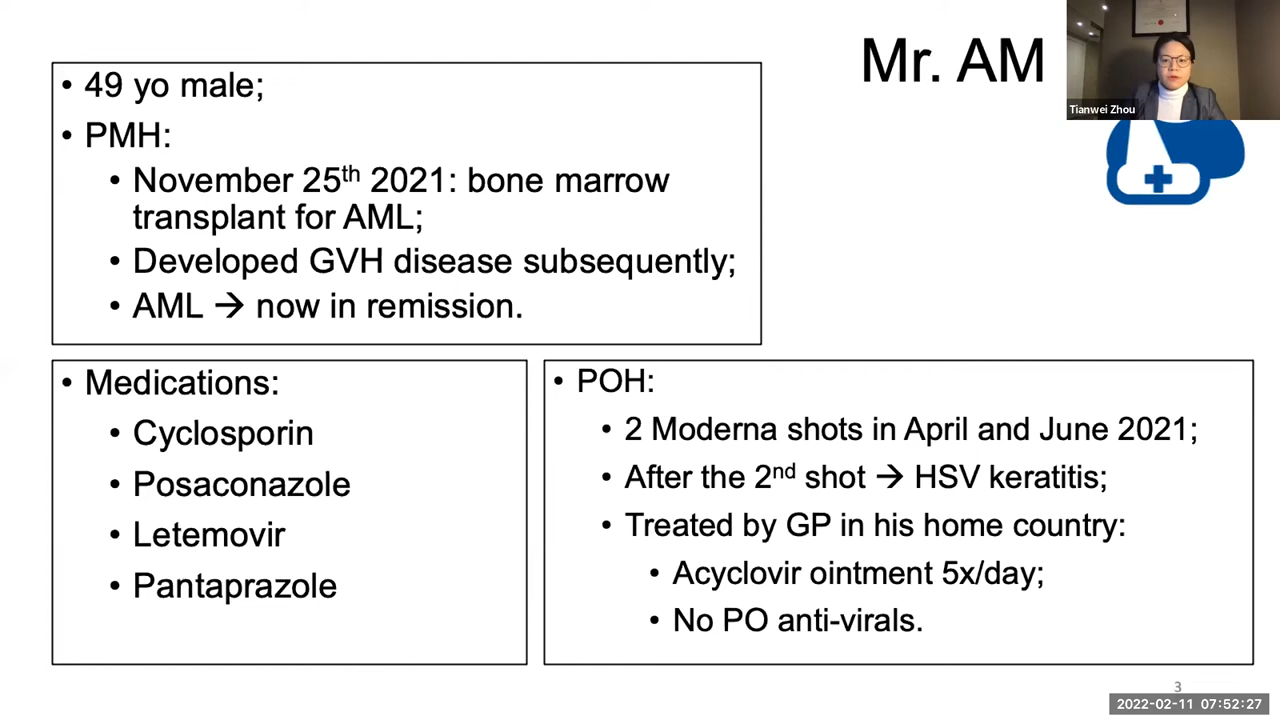 Mr. AM
Tianwei Zhou
• 49 yo male;
• PMH:
• November 25th 2021: bone marrow
transplant for AML;
• Developed GVH disease subsequently;
• AML → now in remission.
• Medications:
• Cyclosporin
• Posaconazole
• Letemovir
• Pantaprazole
• POH:
• 2 Moderna shots in April and June 2021;
• After the 2nd shot → HSV keratitis;
• Treated by GP in his home country:
• Acyclovir ointment 5x/day;
• No PO anti-virals.
3
2022-02-11 07:52:27